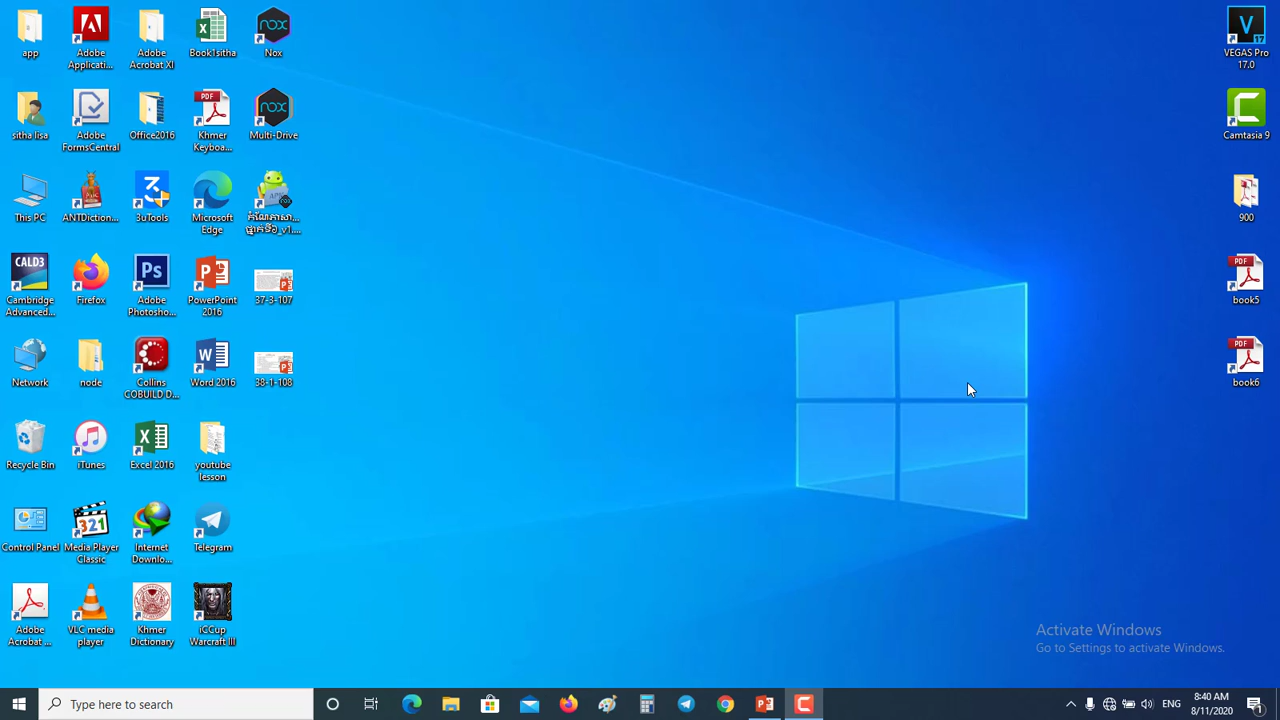 app
Adobe
Applicati...
Adobe
Acrobat XI
Book1sitha
Nox
VEGAS Pro
17.0
sitha lisa
Adobe
FormsCentral
Office2016
Khmer
Keyboa...
Multi-Drive
Camtasia 9
This PC
ANTDiction...
3uTools
Microsoft
Edge
900
Cambridge
Advanced...
Firefox
Adobe
Photosho...
PowerPoint
2016
37-3-107
book5
Network
node
Collins
COBUILD D...
Word 2016
38-1-108
book6
Recycle Bin
iTunes
Excel 2016
youtube
lesson
Control Panel
Media Player
Classic
Internet
Downlo...
Telegram
Adobe
Acrobat ...
VLC media
player
Khmer
Dictionary
iCCup
Warcraft III
Activate Windows
Go to Settings to activate Windows.
Type here to search
ENG
8:40 AM
8/11/2020